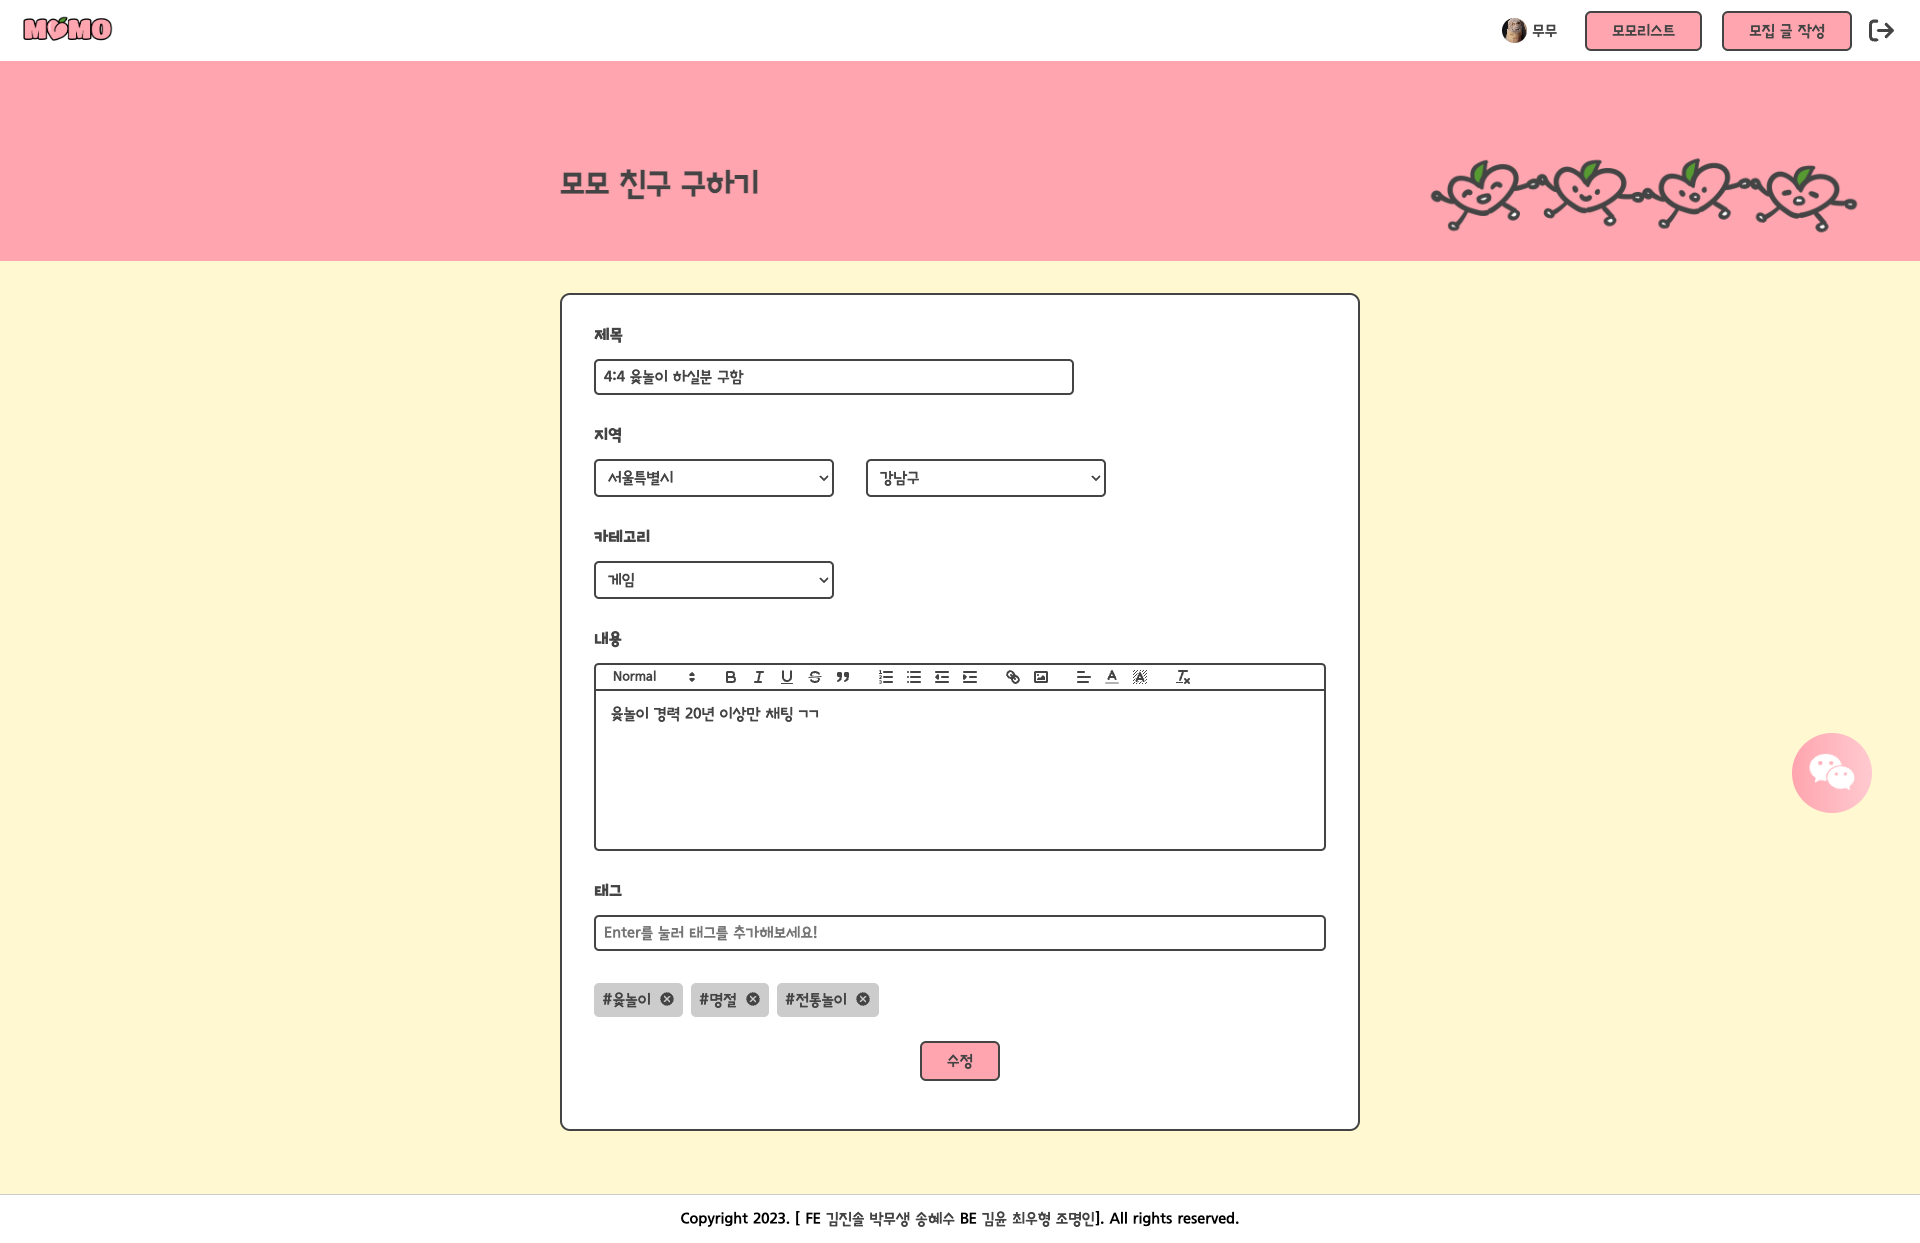 MOMO
무무
모모리스트
모집 글 작성
모모 친구 구하기
제목
4:4 윷놀이 하실분 구함
지역
서울특별시
강남구
카테고리
게임
내용
Normal
윷놀이 경력 20년 이상만 채팅 ㄱㄱ
태그
Enter를 눌러 태그를 추가해보세요!
#윷놀이 #명절 #전통놀이
수정
Copyright 2023. [ FE 김진솔 박무생 송혜수 BE 김윤 최우형 조명인]. All rights reserved.